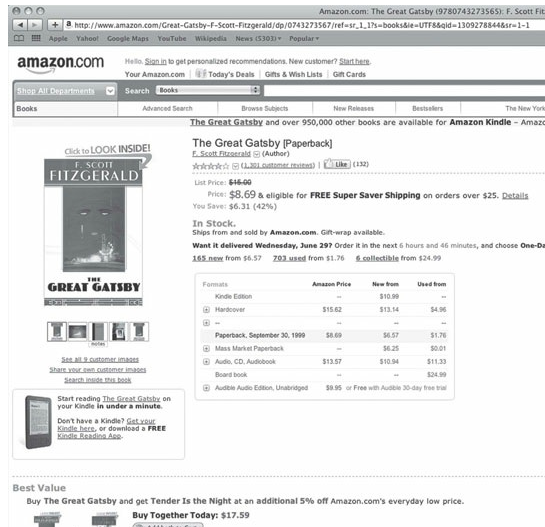 Amazon.com: The Great Gatsby (9780743273565): F. Scott Fitz
http://www.amazon.com/Great-Gatsby-F-Scott-Fitzgerald/dp/0743273567/ref=sr_1_1?s=books&ie=UTF8&qid=1309278844&sr=1-1
Apple Yahoo! Google Maps YouTube Wikipedia News (5303) Popular
amazon.com
Hello. Sign in to get personalized recommendations. New customer? Start here.
Your Amazon.com Today's Deals Gifts & Wish Lists Gift Cards
Shop All Departments Search Books
Books Advanced Search Browse Subjects New Releases Bestsellers The New York
The Great Gatsby and over 950,000 other books are available for Amazon Kindle – Amazo
Click to LOOK INSIDE!
F. SCOTT
FITZGERALD
THE
GREAT GATSBY
The Great Gatsby [Paperback]
F. Scott Fitzgerald (Author)
(1,301 customer reviews) | Like (132)
List Price: $15.00
Price: $8.69 & eligible for FREE Super Saver Shipping on orders over $25. Details
You Save: $6.31 (42%)
In Stock.
Ships from and sold by Amazon.com. Gift-wrap available.
Want it delivered Wednesday, June 29? Order it in the next 6 hours and 46 minutes, and choose One-Da
165 new from $6.57 703 used from $1.76 6 collectible from $24.99
Formats Amazon Price New from Used from
Kindle Edition -- $10.99 --
Hardcover $15.62 $13.14 $4.96
-- -- -- --
Paperback, September 30, 1999 $8.69 $6.57 $1.76
Mass Market Paperback -- $6.25 $0.01
Audio, CD, Audiobook $13.57 $10.94 $11.33
Board book -- -- $24.99
Audible Audio Edition, Unabridged $9.95 or Free with Audible 30-day free trial
See all 9 customer images
Share your own customer images
Search inside this book
Start reading The Great Gatsby on
your Kindle in under a minute.
Don't have a Kindle? Get your
Kindle here, or download a FREE
Kindle Reading App.
Best Value
Buy The Great Gatsby and get Tender Is the Night at an additional 5% off Amazon.com's everyday low price.
Buy Together Today: $17.59